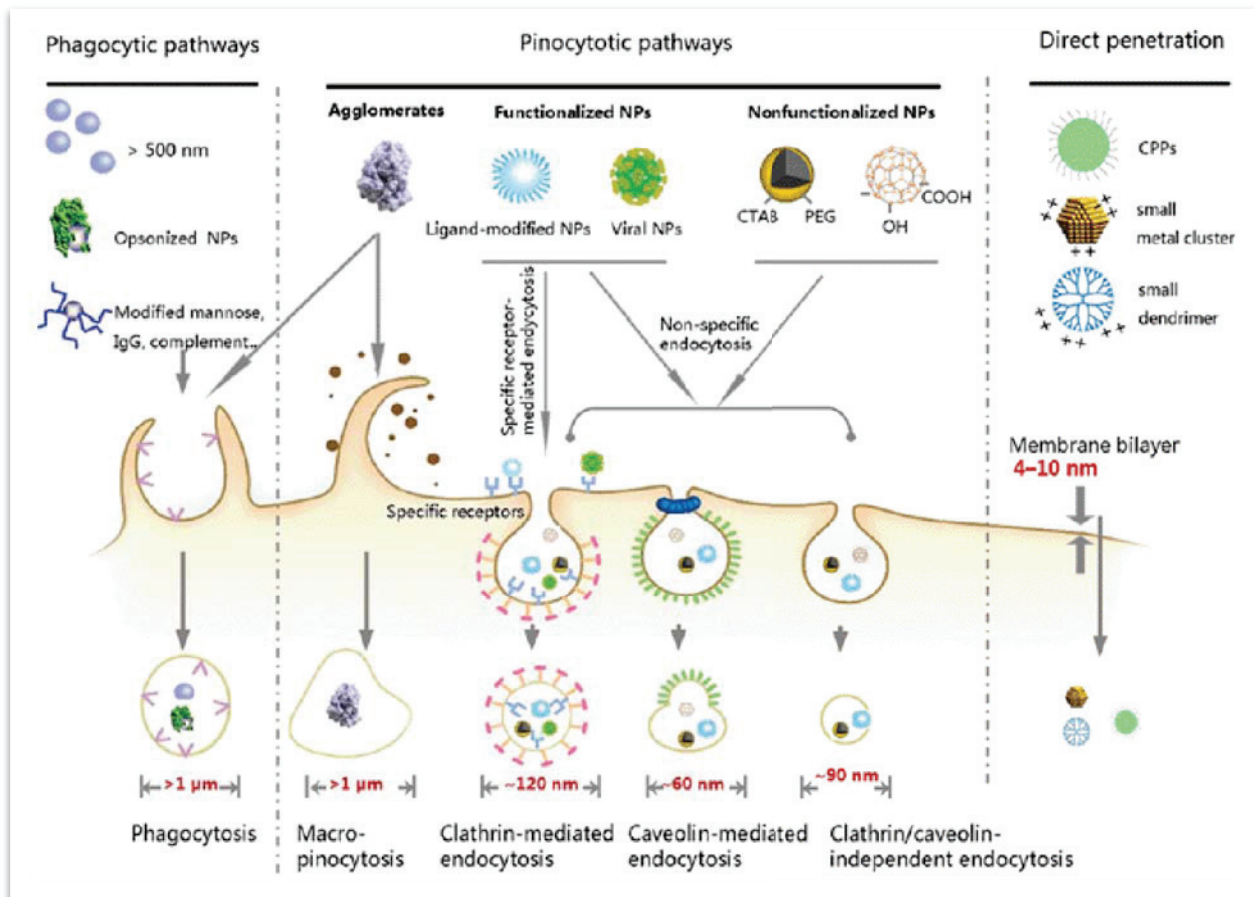 Phagocytic pathways
Pinocytotic pathways
Direct penetration
> 500 nm
Opsonized NPs
Modified mannose,
IgG, complement..
Agglomerates
Functionalized NPs
Nonfunctionalized NPs
Ligand-modified NPs
Viral NPs
CTAB
PEG
COOH
OH
CPPs
small
metal cluster
small
dendrimer
Specific receptor-
mediated endycytosis
Non-specific
endocytosis
Specific receptors
Membrane bilayer
4–10 nm
>1 μm
>1 μm
~120 nm
~60 nm
~90 nm
Phagocytosis
Macro-
pinocytosis
Clathrin-mediated
endocytosis
Caveolin-mediated
endocytosis
Clathrin/caveolin-
independent endocytosis